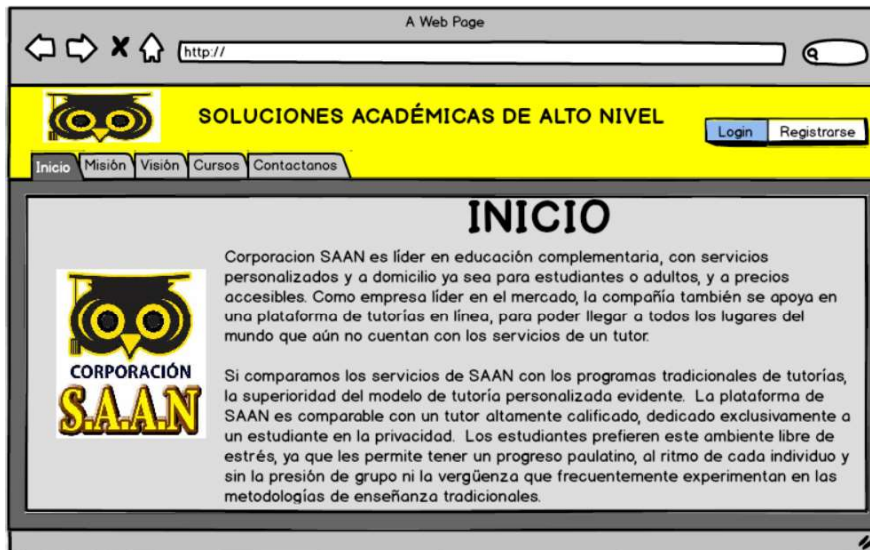 A Web Page
http://
SOLUCIONES ACADÉMICAS DE ALTO NIVEL
Login Registrarse
Inicio Misión Visión Cursos Contactanos
INICIO
Corporacion SAAN es líder en educación complementaria, con servicios
personalizados y a domicilio ya sea para estudiantes o adultos, y a precios
accesibles. Como empresa líder en el mercado, la compañía también se apoya en
una plataforma de tutorías en línea, para poder llegar a todos los lugares del
mundo que aún no cuentan con los servicios de un tutor.
CORPORACIÓN
S.A.A.N
Si comparamos los servicios de SAAN con los programas tradicionales de tutorías,
la superioridad del modelo de tutoría personalizada evidente. La plataforma de
SAAN es comparable con un tutor altamente calificado, dedicado exclusivamente a
un estudiante en la privacidad. Los estudiantes prefieren este ambiente libre de
estrés, ya que les permite tener un progreso paulatino, al ritmo de cada individuo y
sin la presión de grupo ni la vergüenza que frecuentemente experimentan en las
metodologías de enseñanza tradicionales.